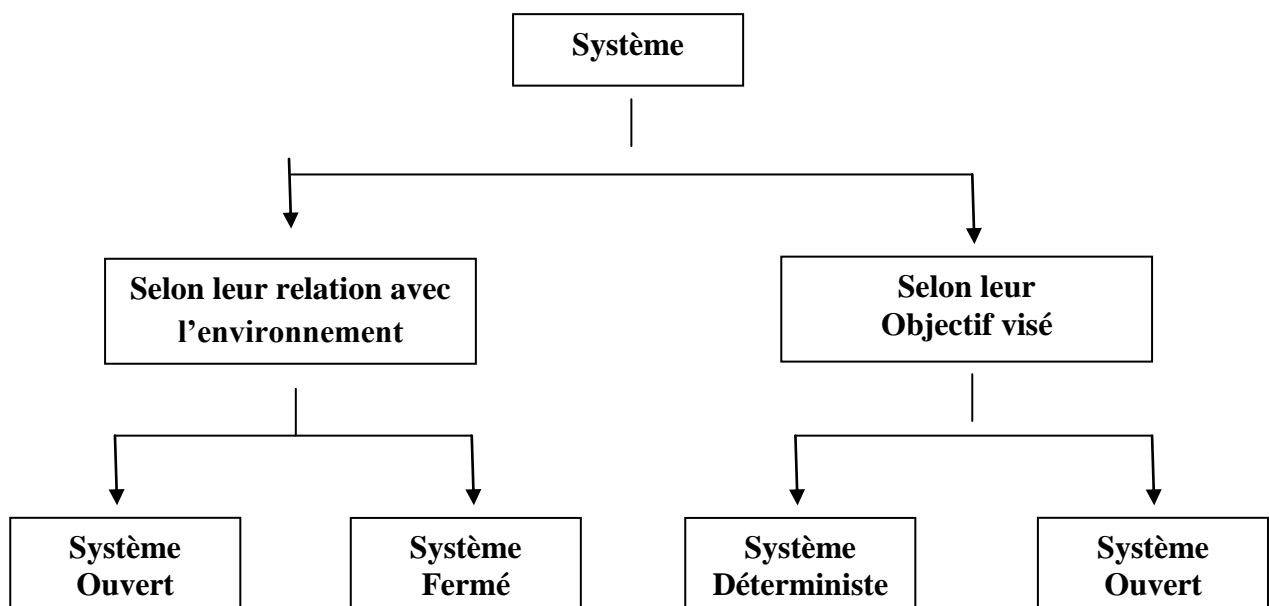 Système
Selon leur relation avec
l’environnement
Selon leur
Objectif visé
Système
Ouvert
Système
Fermé
Système
Déterministe
Système
Ouvert